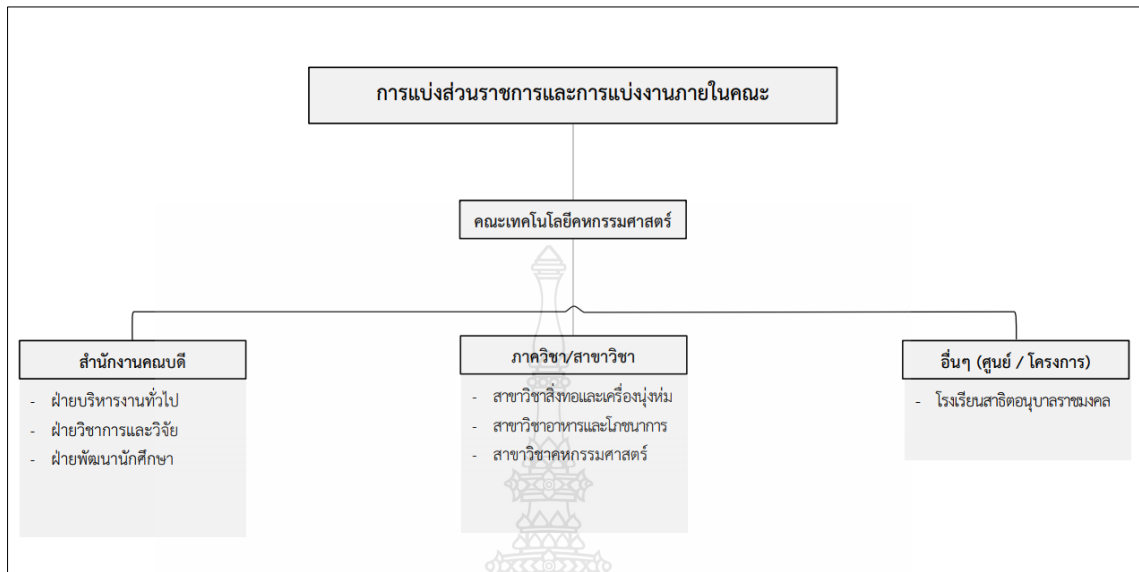 การแบ่งส่วนราชการและการแบ่งงานภายในคณะ
คณะเทคโนโลยีคหกรรมศาสตร์
สำนักงานคณบดี
- ฝ่ายบริหารงานทั่วไป
- ฝ่ายวิชาการและวิจัย
- ฝ่ายพัฒนานักศึกษา
ภาควิชา/สาขาวิชา
- สาขาวิชาสิ่งทอและเครื่องนุ่งห่ม
- สาขาวิชาอาหารและโภชนาการ
- สาขาวิชาคหกรรมศาสตร์
อื่นๆ (ศูนย์ / โครงการ)
- โรงเรียนสาธิตอนุบาลราชมงคล